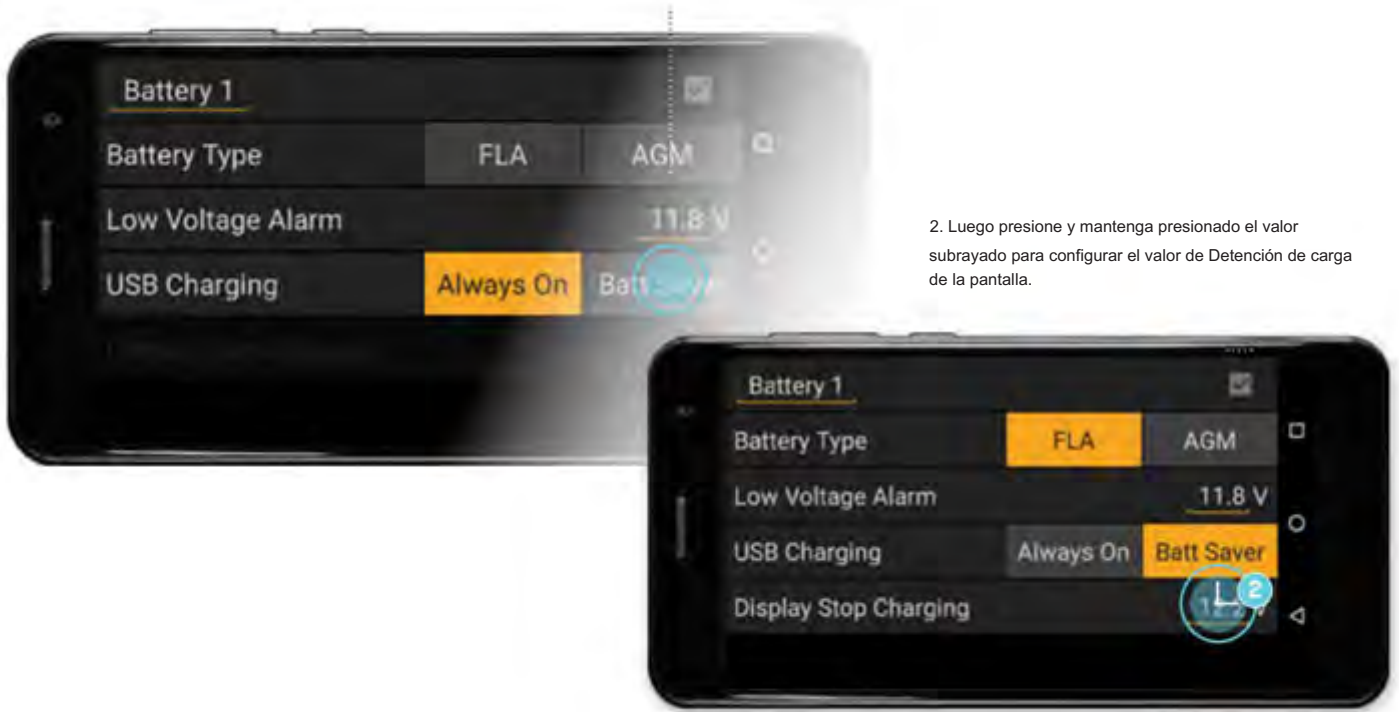 Battery 1
Battery Type FLA AGM
Low Voltage Alarm 11.8 V
USB Charging Always On Batt Saver
2. Luego presione y mantenga presionado el valor
subrayado para configurar el valor de Detención de carga
de la pantalla.
Battery 1
Battery Type FLA AGM
Low Voltage Alarm 11.8 V
USB Charging Always On Batt Saver
Display Stop Charging
2